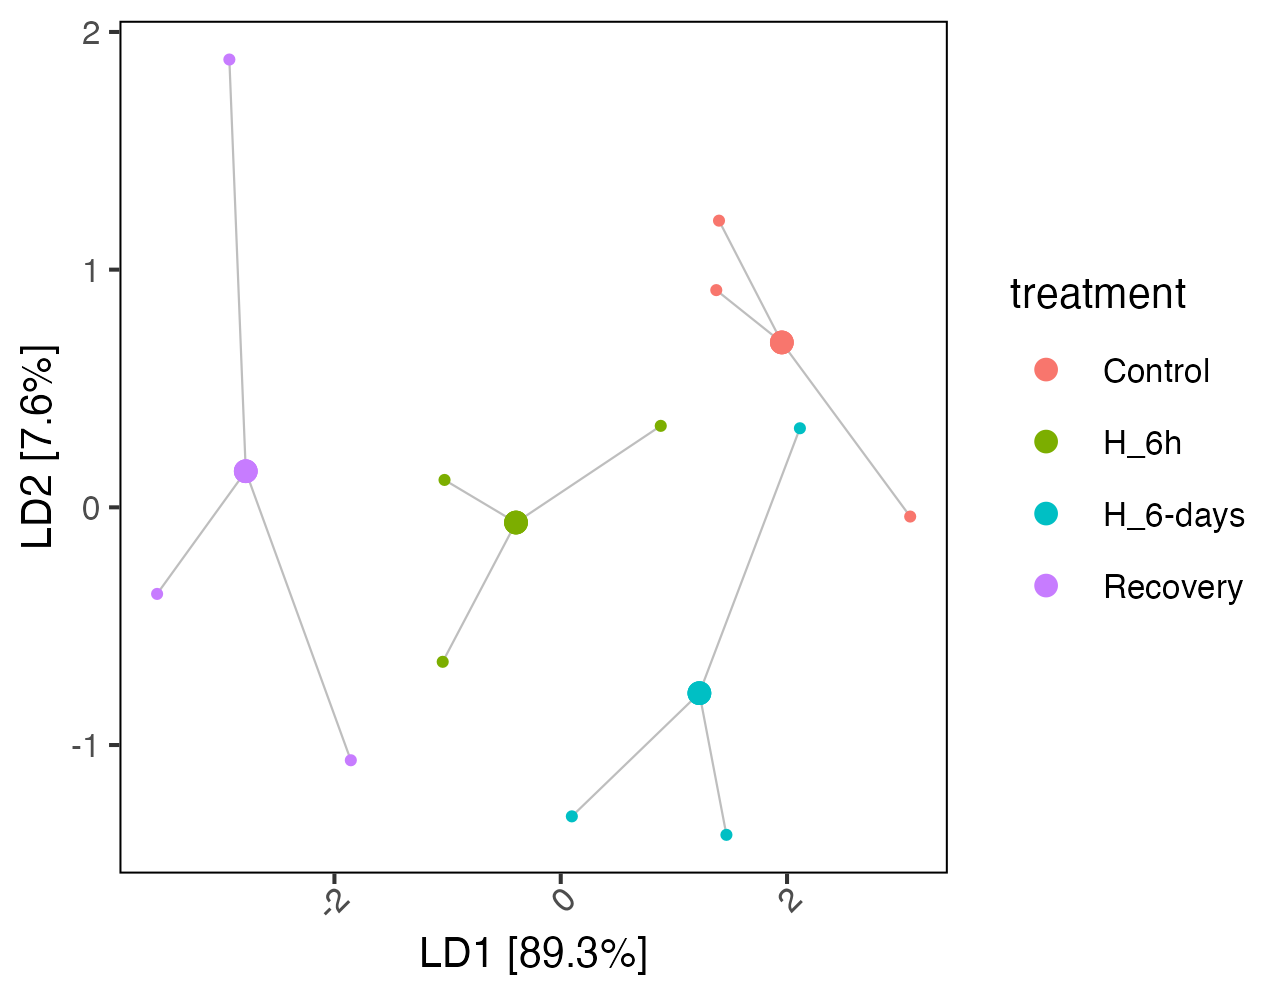 2
1
0
-1
LD2 [7.6%]
-2
0
2
LD1 [89.3%]
treatment
Control
H_6h
H_6-days
Recovery